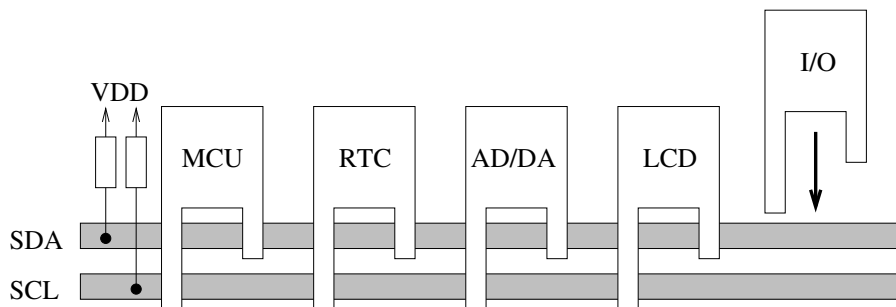 I/O
VDD
MCU
RTC
AD/DA
LCD
SDA
SCL